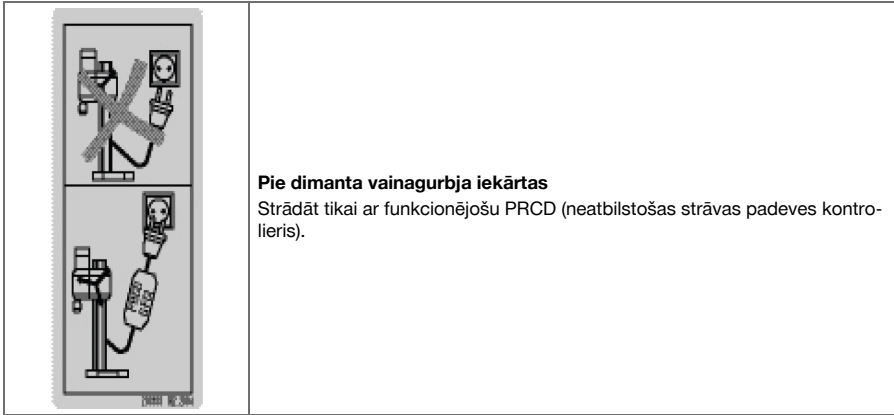 Pie dimanta vainagurbja iekārtas
Strādāt tikai ar funkcionējošu PRCD (neatbilstošas strāvas padeves kontro-
lieris).